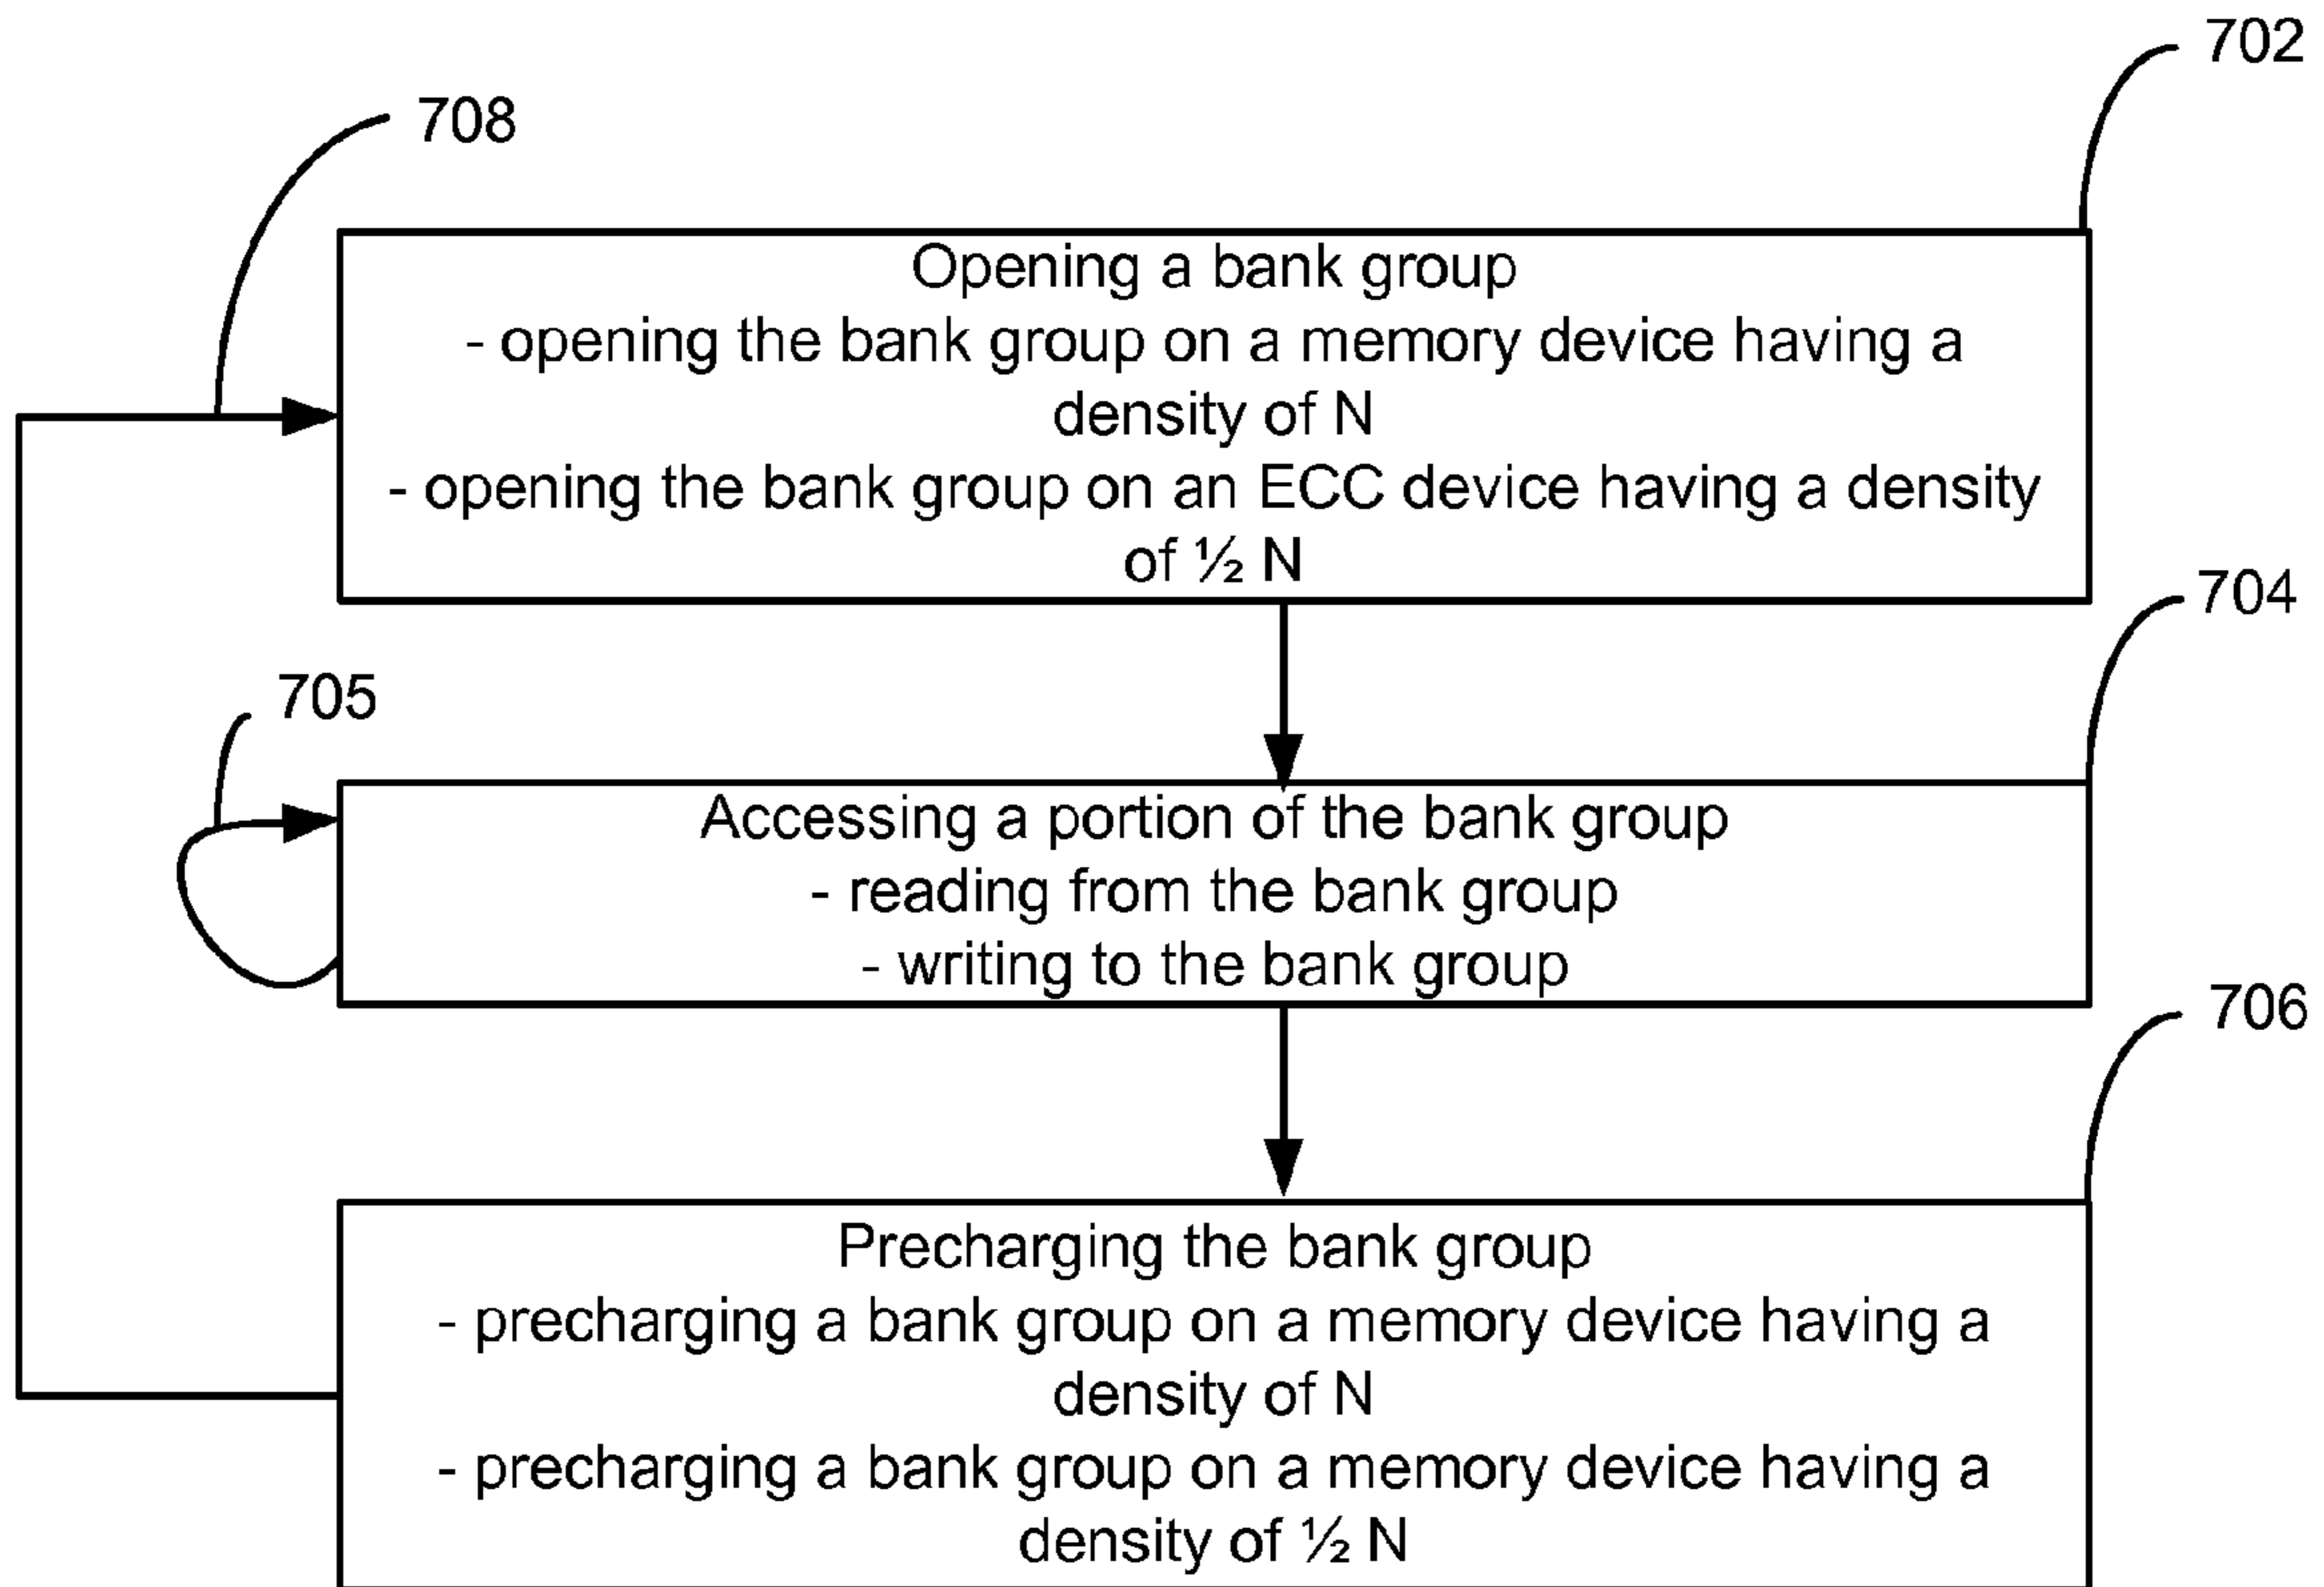 702
708
Opening a bank group
- opening the bank group on a memory device having a
density of N
- opening the bank group on an ECC device having a density
of ½ N
704
705
Accessing a portion of the bank group
- reading from the bank group
- writing to the bank group
706
Precharging the bank group
- precharging a bank group on a memory device having a
density of N
- precharging a bank group on a memory device having a
density of ½ N